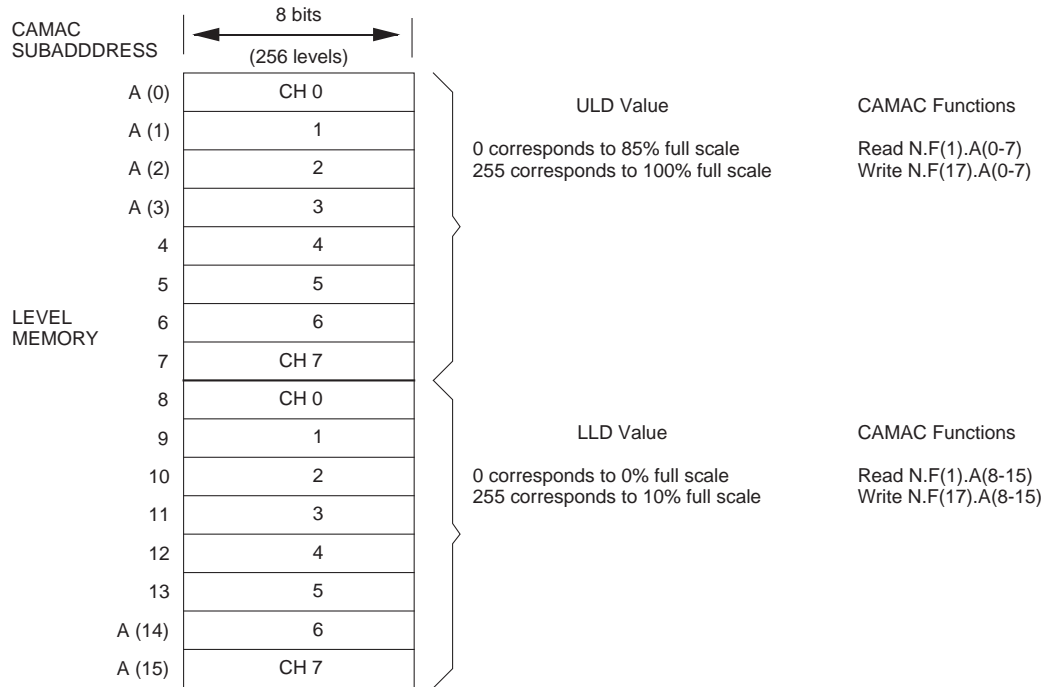 CAMAC
SUBADDDRESS
8 bits
(256 levels)
A (0) CH 0
A (1) 1
A (2) 2
A (3) 3
4 4
5 5
LEVEL
MEMORY
6 6
7 CH 7
8 CH 0
9 1
10 2
11 3
12 4
13 5
A (14) 6
A (15) CH 7
ULD Value CAMAC Functions
0 corresponds to 85% full scale Read N.F(1).A(0-7)
255 corresponds to 100% full scale Write N.F(17).A(0-7)
LLD Value CAMAC Functions
0 corresponds to 0% full scale Read N.F(1).A(8-15)
255 corresponds to 10% full scale Write N.F(17).A(8-15)